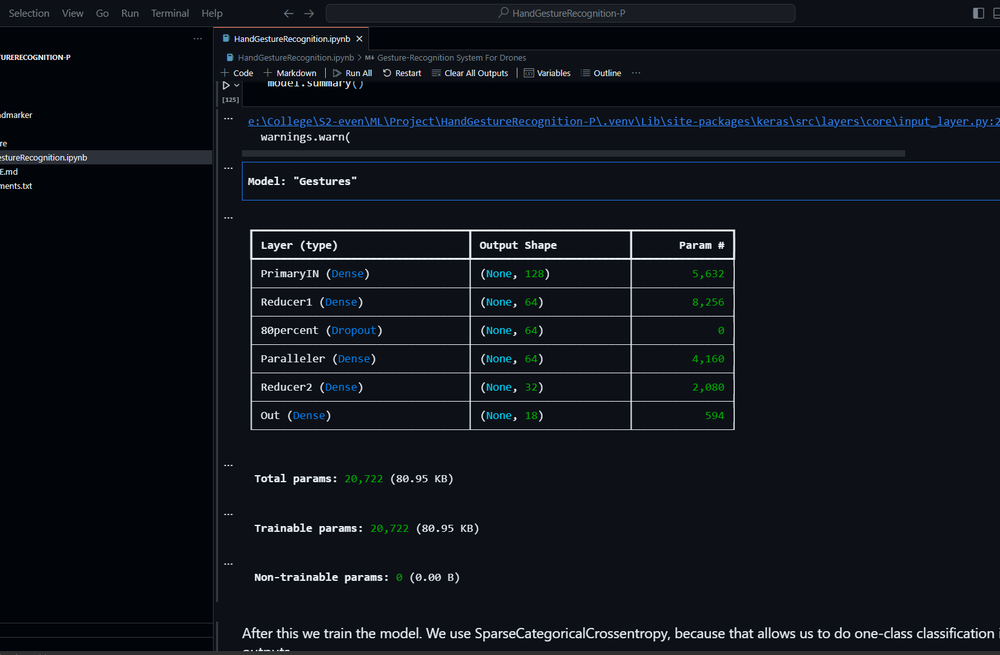 Selection View Go Run Terminal Help HandGestureRecognition-P
TURERECOGNITION-P
ndmarker
re
estureRecognition.ipynb
E.md
ments.txt
HandGestureRecognition.ipynb
HandGestureRecognition.ipynb > M↓ Gesture-Recognition System For Drones
Code Markdown Run All Restart Clear All Outputs Variables Outline ...
model.summary()
[125]
e:\College\S2-even\ML\Project\HandGestureRecognition-P\.venv\Lib\site-packages\keras\src\layers\core\input_layer.py:2
warnings.warn(
Model: "Gestures"
Layer (type) Output Shape Param #
PrimaryIN (Dense) (None, 128) 5,632
Reducer1 (Dense) (None, 64) 8,256
80percent (Dropout) (None, 64) 0
Paralleler (Dense) (None, 64) 4,160
Reducer2 (Dense) (None, 32) 2,080
Out (Dense) (None, 18) 594
Total params: 20,722 (80.95 KB)
Trainable params: 20,722 (80.95 KB)
Non-trainable params: 0 (0.00 B)
After this we train the model. We use SparseCategoricalCrossentropy, because that allows us to do one-class classification i
outputs